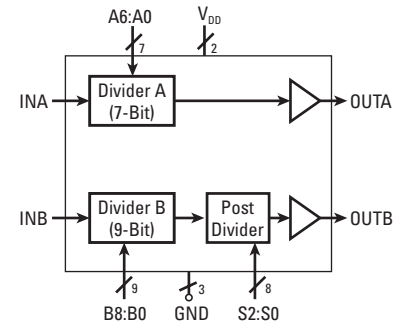 A6:A0
V_DD
7
2
INA
Divider A
(7-Bit)
OUTA
INB
Divider B
(9-Bit)
Post
Divider
OUTB
9
3
8
B8:B0
GND
S2:S0